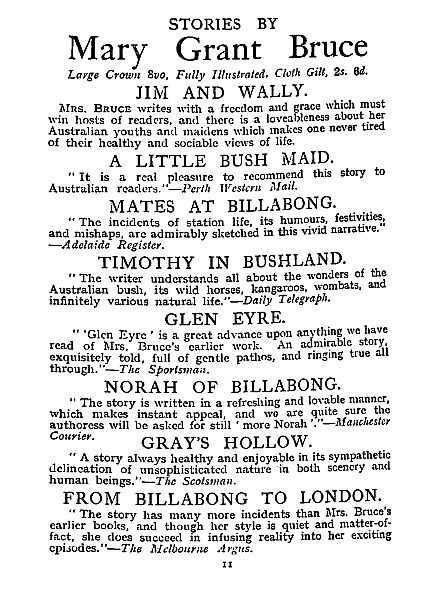 STORIES BY
Mary Grant Bruce
Large Crown 8vo, Fully Illustrated, Cloth Gilt, 2s. 6d.
JIM AND WALLY.
MRS. BRUCE writes with a freedom and grace which must
win hosts of readers, and there is a loveableness about her
Australian youths and maidens which makes one never tired
of their healthy and sociable views of life.
A LITTLE BUSH MAID.
" It is a real pleasure to recommend this story to
Australian readers."—Perth Western Mail.
MATES AT BILLABONG.
" The incidents of station life, its humours, festivities,
and mishaps, are admirably sketched in this vivid narrative."
—Adelaide Register.
TIMOTHY IN BUSHLAND.
" The writer understands all about the wonders of the
Australian bush, its wild horses, kangaroos, wombats, and
infinitely various natural life."—Daily Telegraph.
GLEN EYRE.
" 'Glen Eyre ' is a great advance upon anything we have
read of Mrs. Bruce's earlier work. An admirable story,
exquisitely told, full of gentle pathos, and ringing true all
through."—The Sportsman.
NORAH OF BILLABONG.
" The story is written in a refreshing and lovable manner,
which makes instant appeal, and we are quite sure the
authoress will be asked for still ' more Norah '."—Manchester
Courier.
GRAY'S HOLLOW.
" A story always healthy and enjoyable in its sympathetic
delineation of unsophisticated nature in both scenery and
human beings."—The Scotsman.
FROM BILLABONG TO LONDON.
" The story has many more incidents than Mrs. Bruce's
earlier books, and though her style is quiet and matter-of-
fact, she does succeed in infusing reality into her exciting
episodes."—The Melbourne Argus.
11